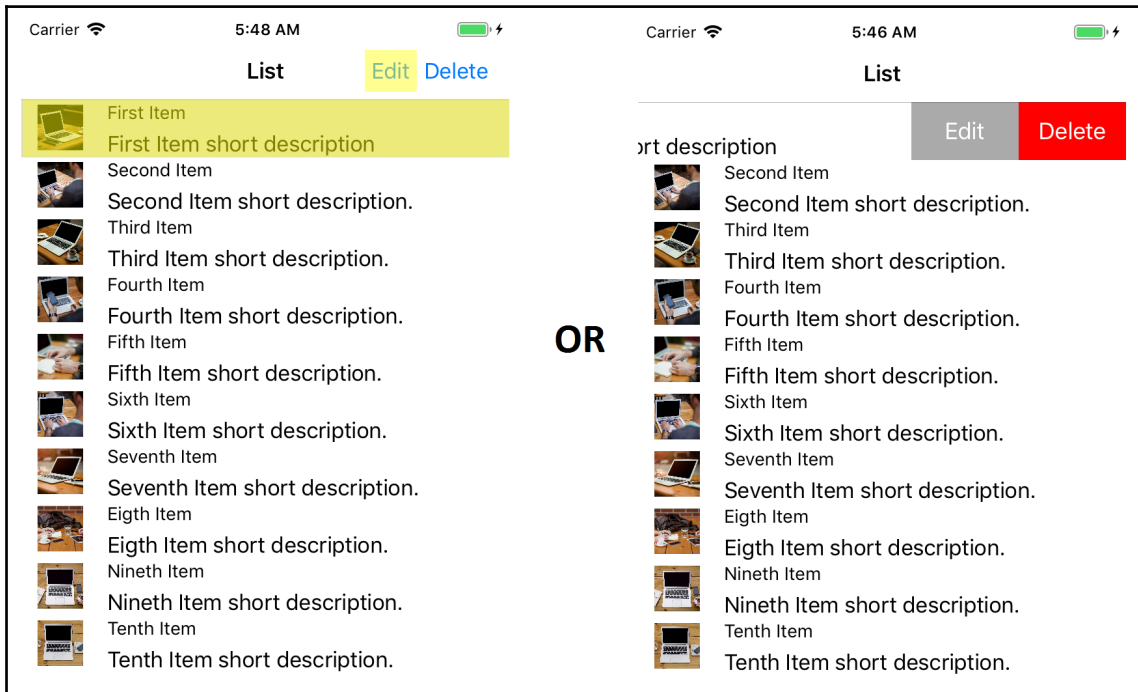 Carrier 5:48 AM
List Edit Delete
First Item
First Item short description
Second Item
Second Item short description.
Third Item
Third Item short description.
Fourth Item
Fourth Item short description.
Fifth Item
Fifth Item short description.
Sixth Item
Sixth Item short description.
Seventh Item
Seventh Item short description.
Eigth Item
Eigth Item short description.
Nineth Item
Nineth Item short description.
Tenth Item
Tenth Item short description.
OR
Carrier 5:46 AM
List
Edit Delete
ort description
Second Item
Second Item short description.
Third Item
Third Item short description.
Fourth Item
Fourth Item short description.
Fifth Item
Fifth Item short description.
Sixth Item
Sixth Item short description.
Seventh Item
Seventh Item short description.
Eigth Item
Eigth Item short description.
Nineth Item
Nineth Item short description.
Tenth Item
Tenth Item short description.